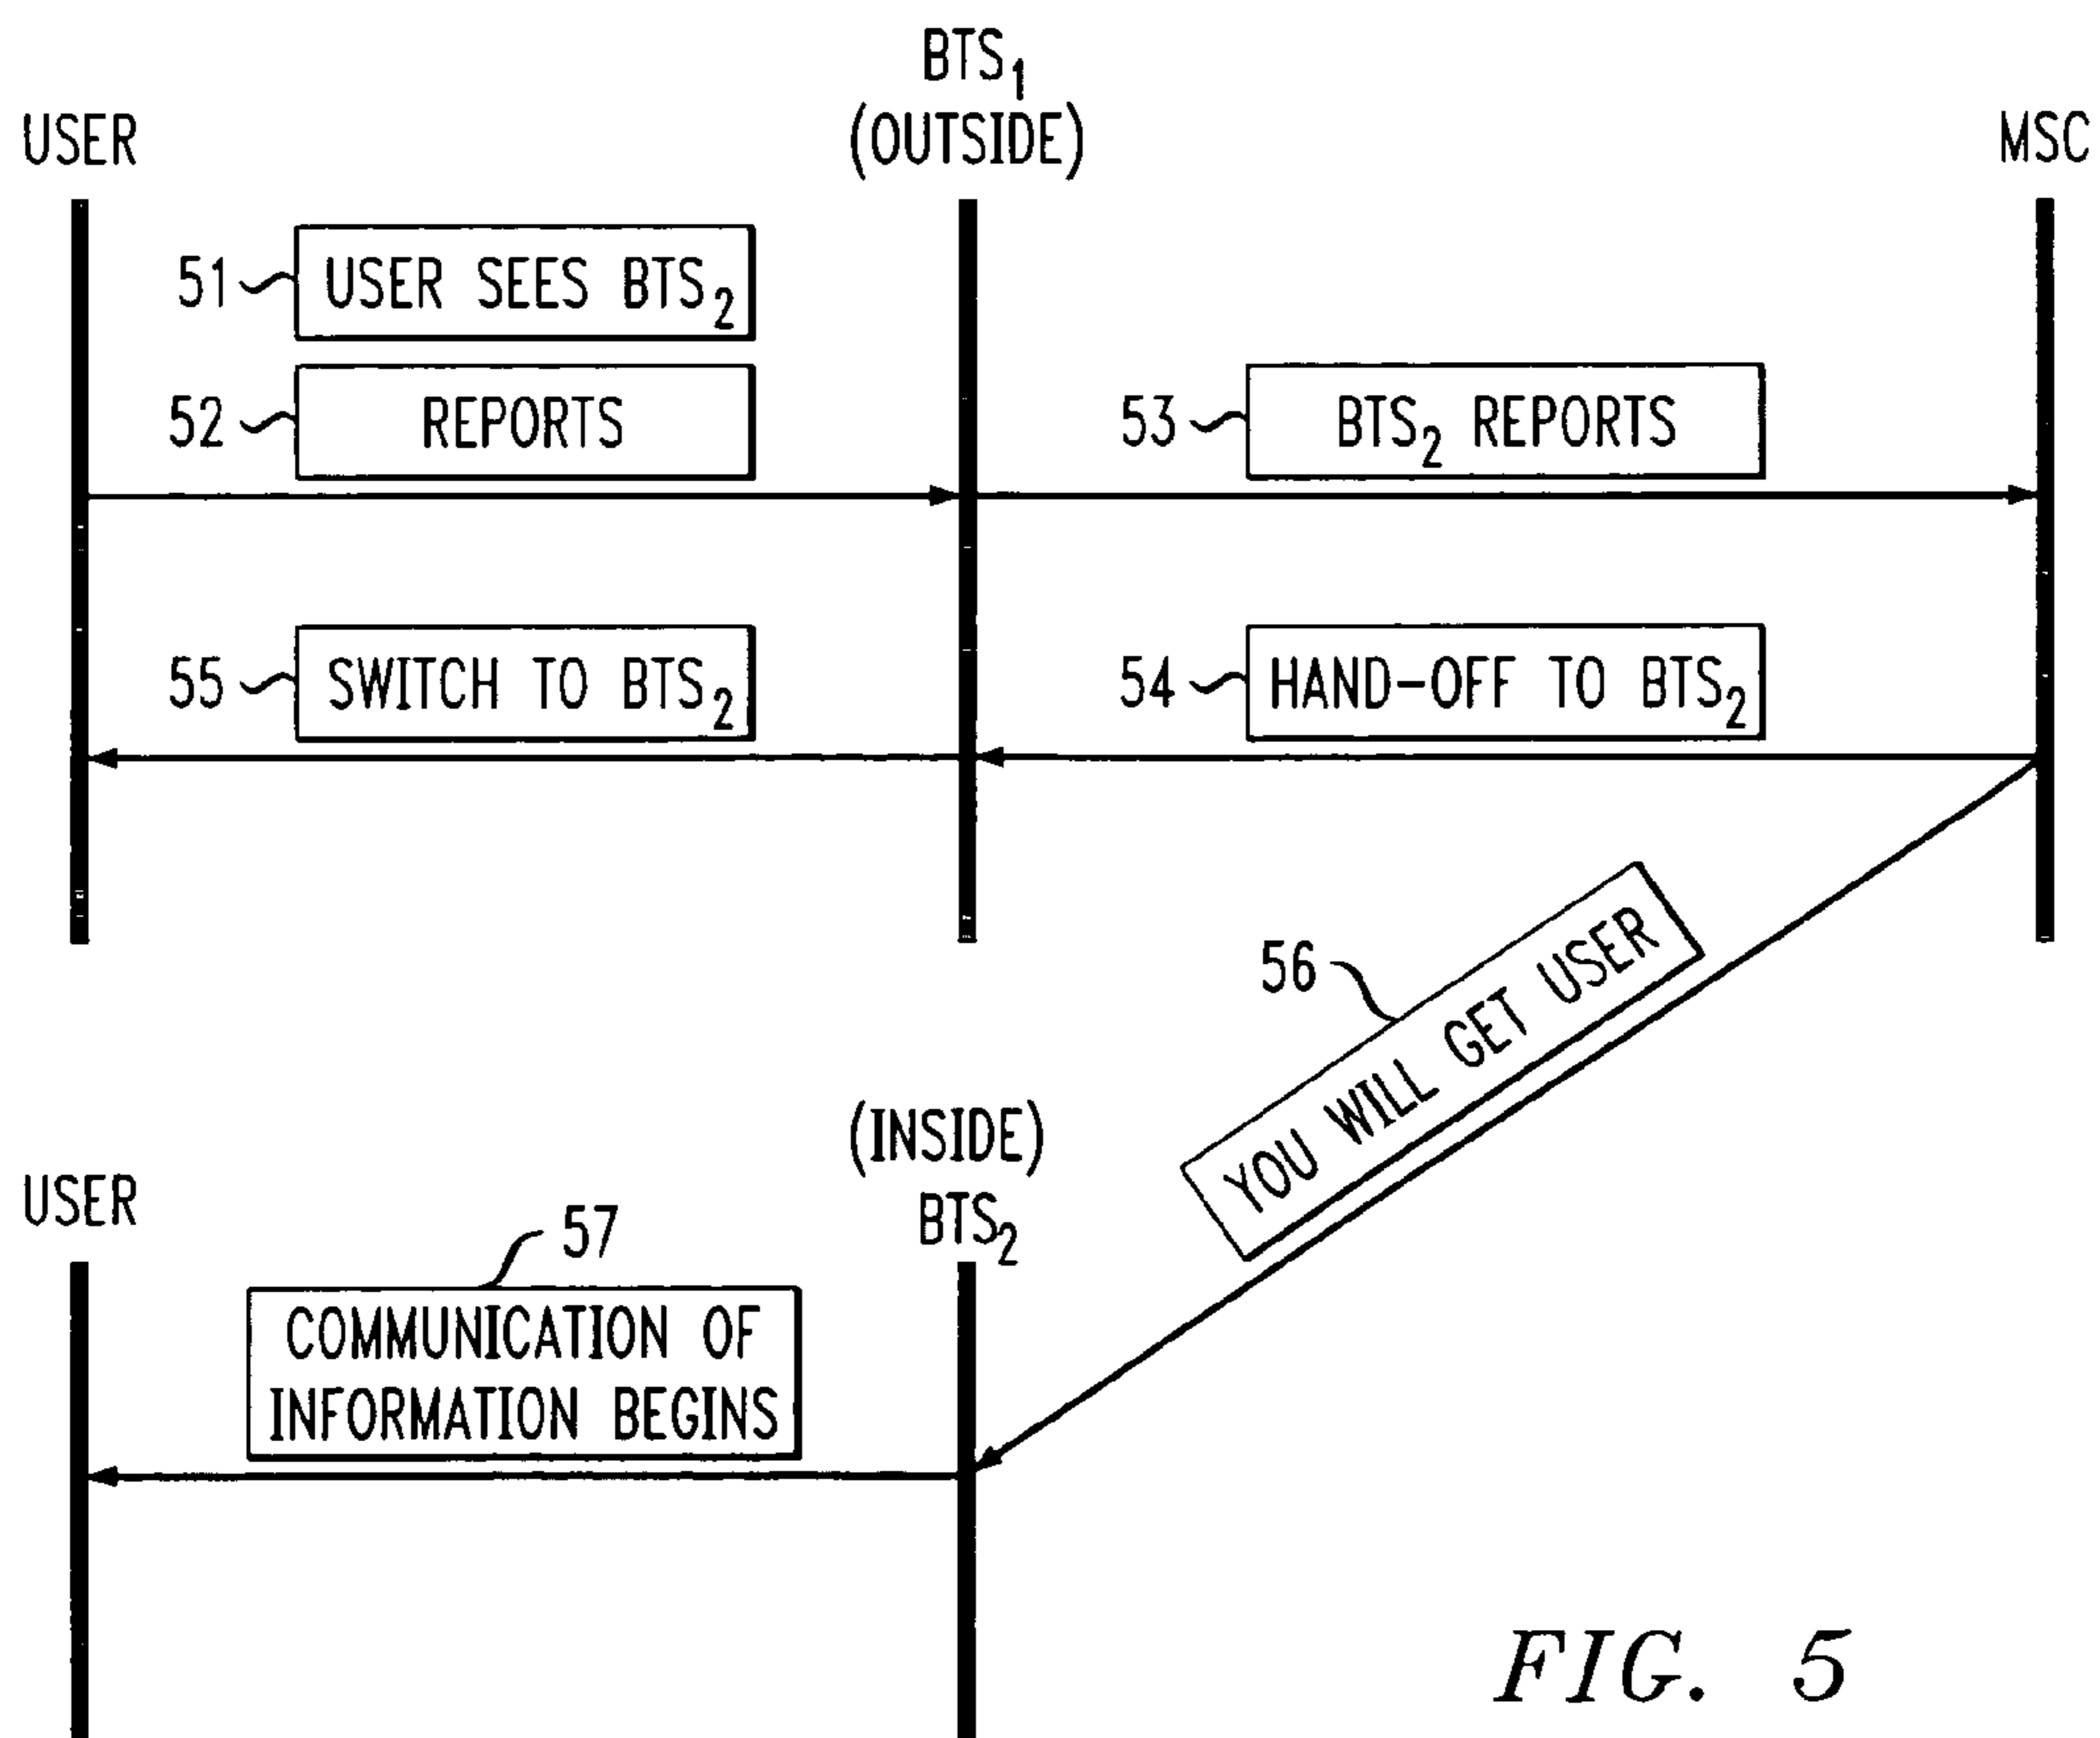 BTS1
USER
(OUTSIDE)
MSC
51
USER SEES BTS2
52
REPORTS
53
BTS2 REPORTS
55
SWITCH TO BTS2
54
HAND-OFF TO BTS2
56
YOU WILL GET USER
(INSIDE)
USER
BTS2
57
COMMUNICATION OF
INFORMATION BEGINS
FIG. 5